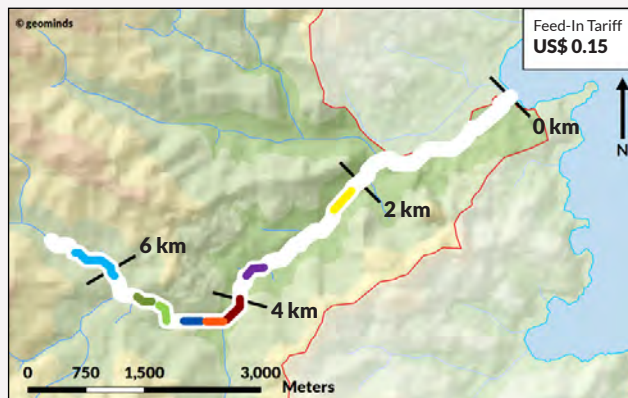 © geominds
Feed-In Tariff
US$ 0.15
0 km
N
2 km
6 km
4 km
0 750 1,500 3,000
Meters